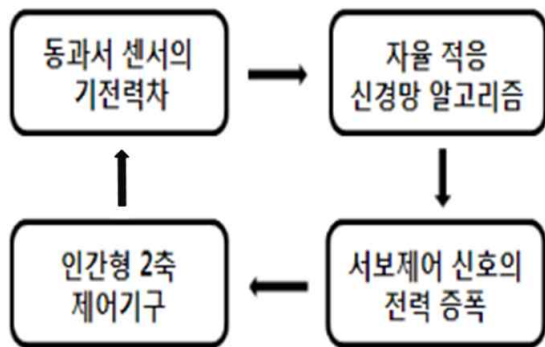 동과서 센서의
기전력차
자율 적응
신경망 알고리즘
서보제어 신호의
전력 증폭
인간형 2축
제어기구